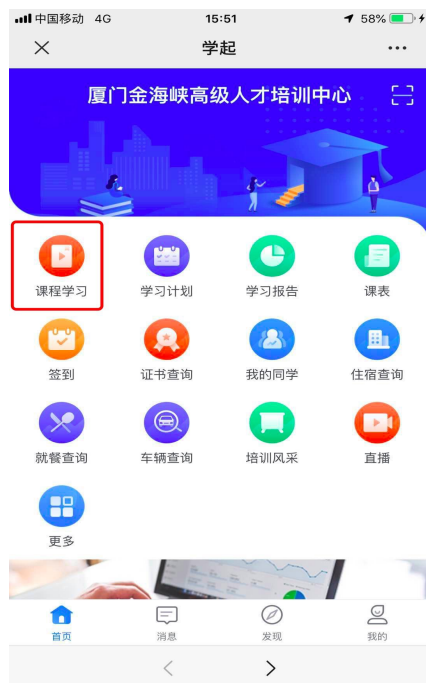 中国移动 4G 15:51 58%
学起
厦门金海峡高级人才培训中心
课程学习 学习计划 学习报告 课表
签到 证书查询 我的同学 住宿查询
就餐查询 车辆查询 培训风采 直播
更多
首页 消息 发现 我的